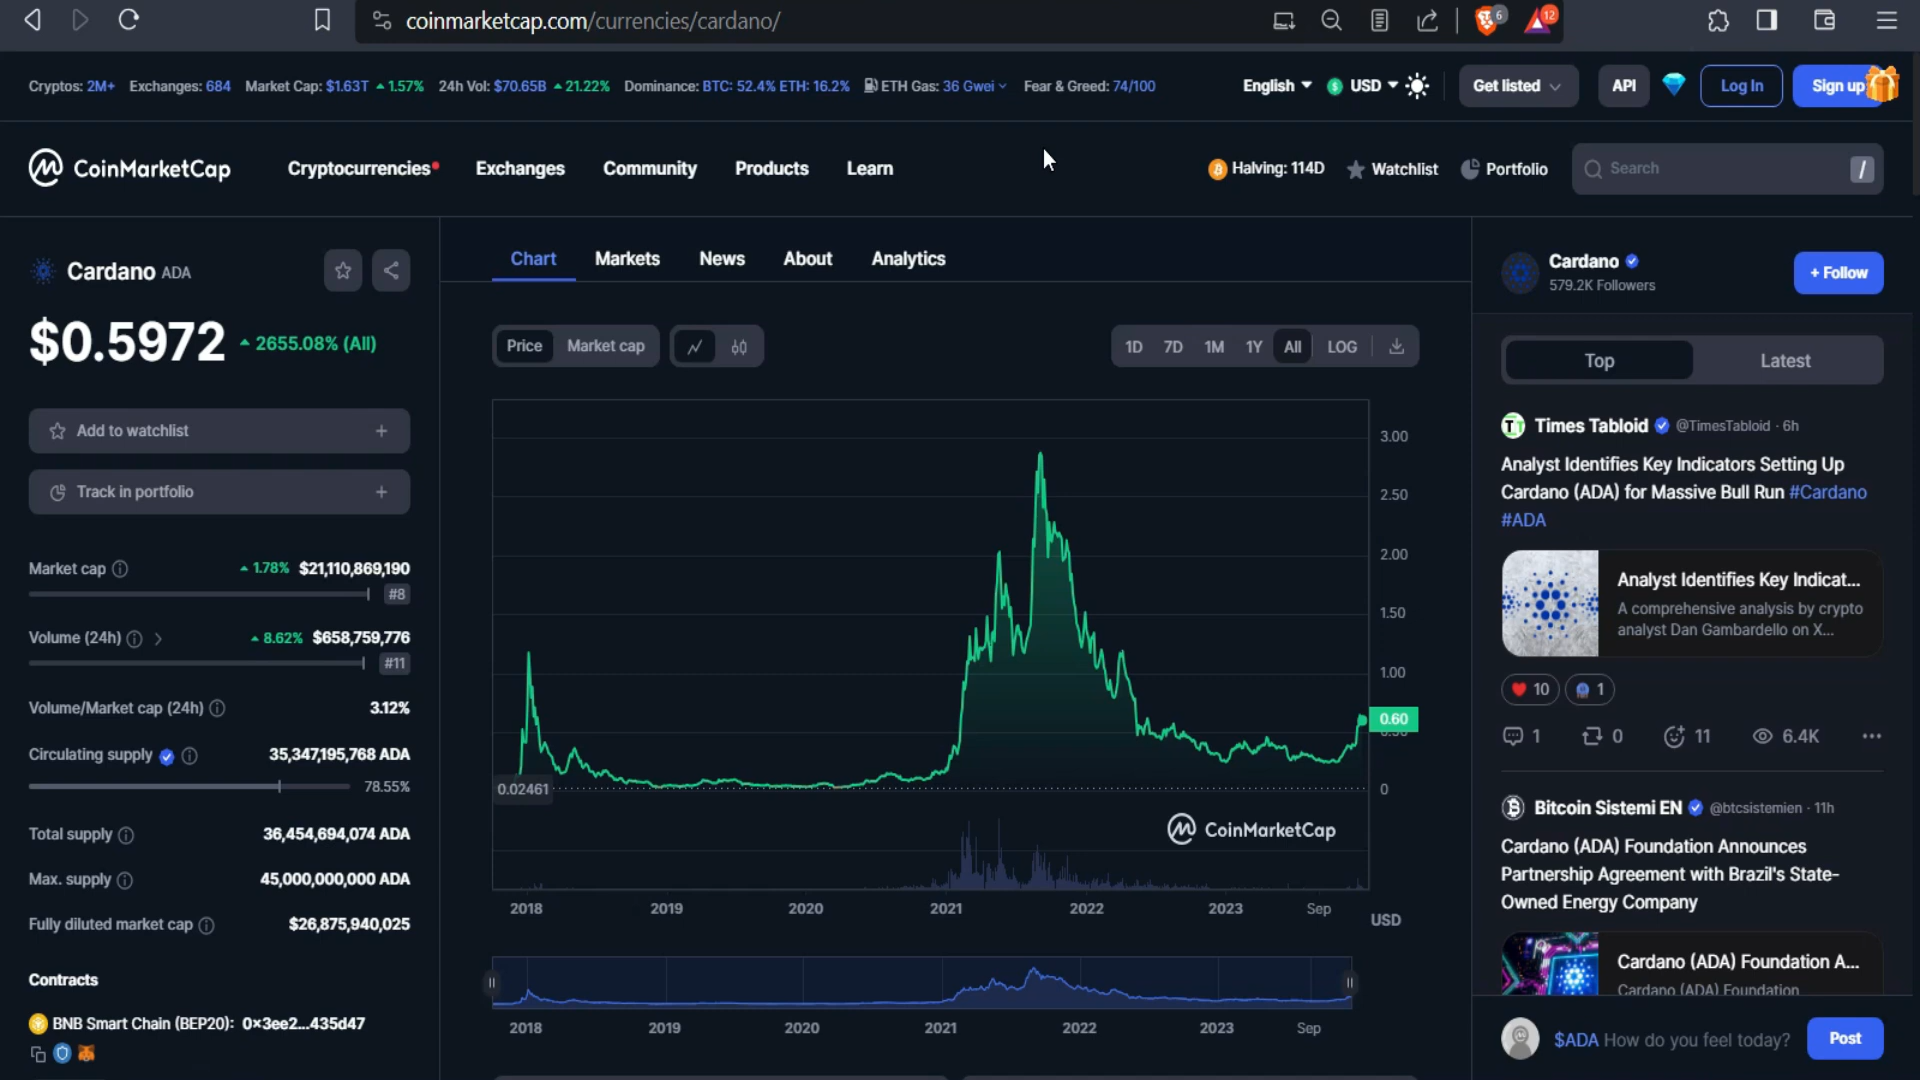 coinmarketcap.com/currencies/cardano/
6
12
Cryptos: 2M+ Exchanges: 684 Market Cap: $1.63T 1.57% 24h Vol: $70.65B 21.22% Dominance: BTC: 52.4% ETH: 16.2% ETH Gas: 36 Gwei Fear & Greed: 74/100
English $ USD Get listed API Log In Sign up
CoinMarketCap Cryptocurrencies Exchanges Community Products Learn
Halving: 114D Watchlist Portfolio Search /
Cardano ADA
$0.5972 2655.08% (All)
Add to watchlist +
Track in portfolio +
Market cap 1.78% $21,110,869,190
#8
Volume (24h) 8.62% $658,759,776
#11
Volume/Market cap (24h) 3.12%
Circulating supply 35,347,195,768 ADA
78.55%
Total supply 36,454,694,074 ADA
Max. supply 45,000,000,000 ADA
Fully diluted market cap $26,875,940,025
Contracts
BNB Smart Chain (BEP20): 0x3ee2...435d47
Chart Markets News About Analytics
Price Market cap
1D 7D 1M 1Y All LOG
3.00
2.50
2.00
1.50
1.00
0.60
0.02461
0
CoinMarketCap
2018 2019 2020 2021 2022 2023 Sep
USD
2018 2019 2020 2021 2022 2023 Sep
Cardano
579.2K Followers
+ Follow
Top Latest
Times Tabloid @TimesTabloid · 6h
Analyst Identifies Key Indicators Setting Up
Cardano (ADA) for Massive Bull Run #Cardano
#ADA
Analyst Identifies Key Indicat...
A comprehensive analysis by crypto
analyst Dan Gambardello on X...
10 1
1 0 11 6.4K
Bitcoin Sistemi EN @btcsistemien · 11h
Cardano (ADA) Foundation Announces
Partnership Agreement with Brazil's State-
Owned Energy Company
Cardano (ADA) Foundation A...
Cardano (ADA) Foundation
$ADA How do you feel today? Post